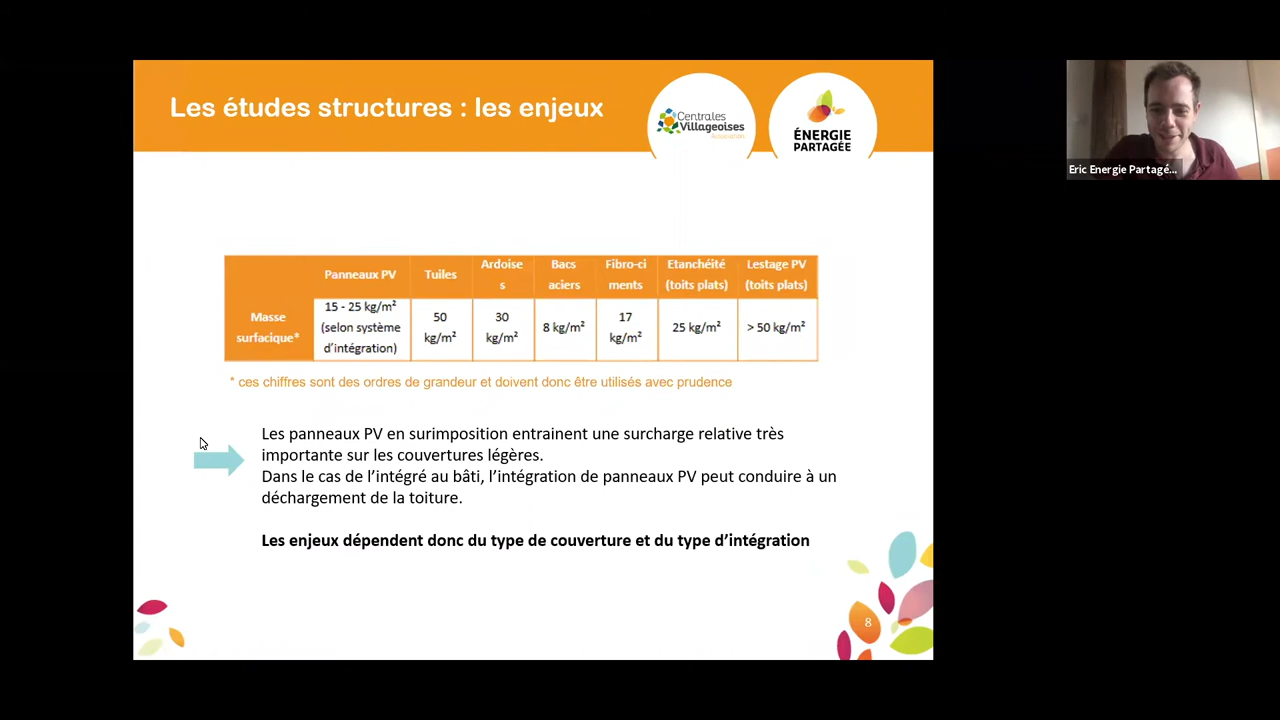 Les études structures : les enjeux
Centrales
Villageoises
Association
ÉNERGIE
PARTAGÉE
Eric Energie Partagé...
Panneaux PV
Tuiles
Ardoise
s
Bacs
aciers
Fibro-ci
ments
Etanchéité
(toits plats)
Lestage PV
(toits plats)
Masse
surfacique*
15 - 25 kg/m²
(selon système
d'intégration)
50
kg/m²
30
kg/m²
8 kg/m²
17
kg/m²
25 kg/m²
> 50 kg/m²
* ces chiffres sont des ordres de grandeur et doivent donc être utilisés avec prudence
Les panneaux PV en surimposition entrainent une surcharge relative très
importante sur les couvertures légères.
Dans le cas de l'intégré au bâti, l'intégration de panneaux PV peut conduire à un
déchargement de la toiture.
Les enjeux dépendent donc du type de couverture et du type d'intégration
8